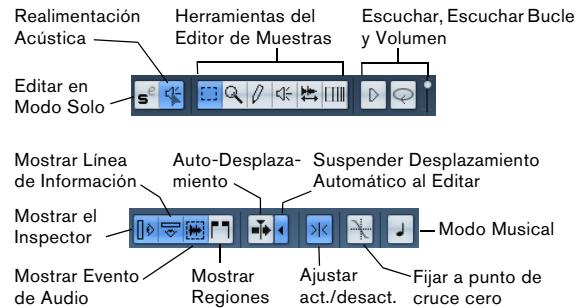 Realimentación
Acústica
Herramientas del
Editor de Muestras
Escuchar, Escuchar Bucle
y Volumen
Editar en
Modo Solo
Mostrar Línea
de Información
Auto-Desplaza-
miento
Suspender Desplazamiento
Automático al Editar
Mostrar el
Inspector
Modo Musical
Mostrar Evento
de Audio
Mostrar
Regiones
Ajustar
act./desact.
Fijar a punto de
cruce cero